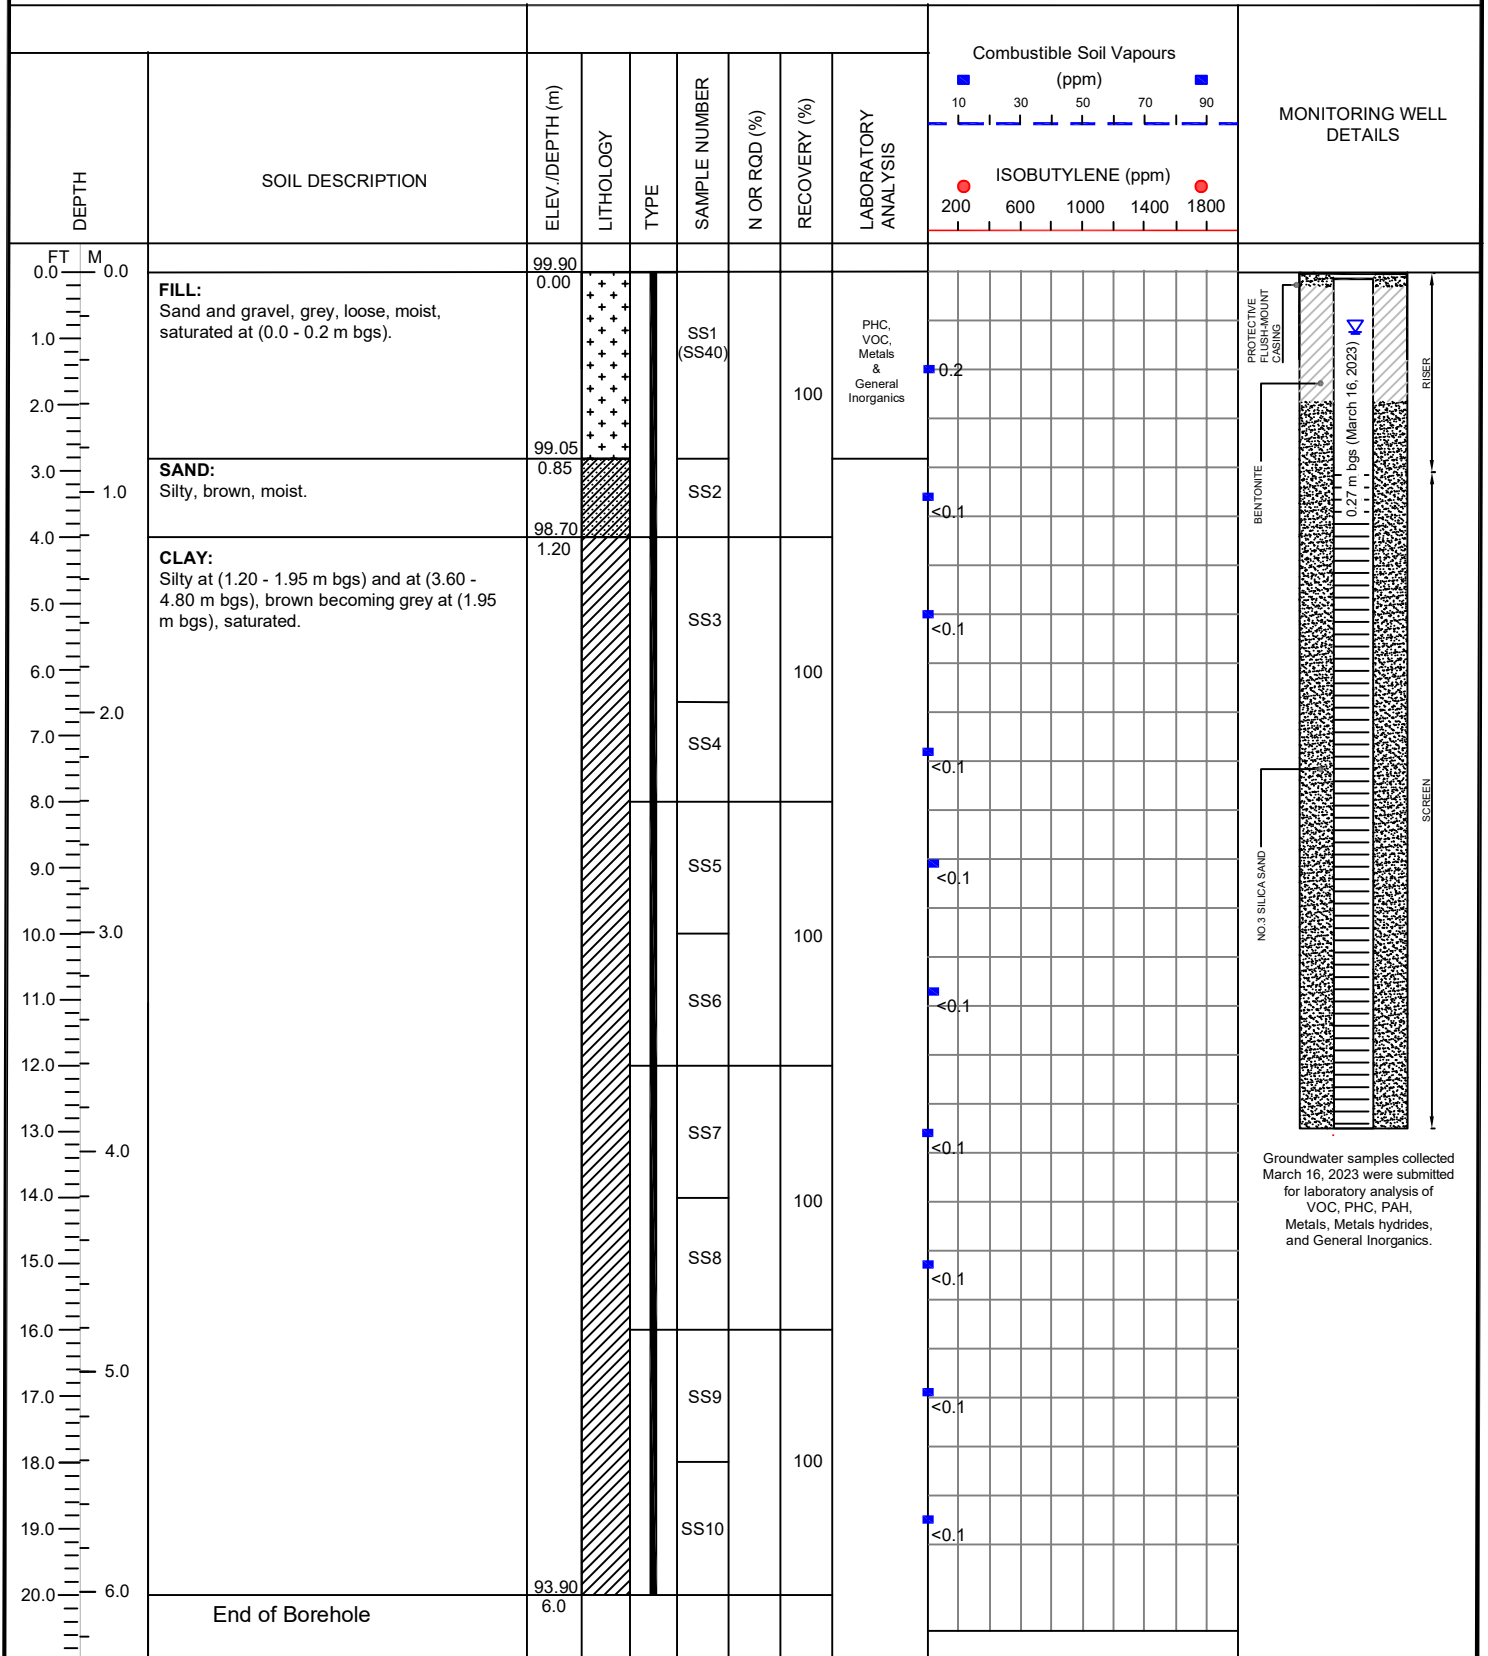 DEPTH
SOIL DESCRIPTION
ELEV./DEPTH (m)
LITHOLOGY
TYPE
SAMPLE NUMBER
N OR RQD (%)
RECOVERY (%)
LABORATORY
ANALYSIS
Combustible Soil Vapours
(ppm)
10 30 50 70 90
ISOBUTYLENE (ppm)
200 600 1000 1400 1800
MONITORING WELL
DETAILS
FT M
0.0 0.0
1.0
2.0
3.0
1.0
4.0
5.0
6.0
2.0
7.0
8.0
9.0
10.0 3.0
11.0
12.0
13.0
4.0
14.0
15.0
16.0
5.0
17.0
18.0
19.0
20.0 6.0
FILL:
Sand and gravel, grey, loose, moist,
saturated at (0.0 - 0.2 m bgs).
SAND:
Silty, brown, moist.
CLAY:
Silty at (1.20 - 1.95 m bgs) and at (3.60 -
4.80 m bgs), brown becoming grey at (1.95
m bgs), saturated.
End of Borehole
99.90
0.00
99.05
0.85
98.70
1.20
93.90
6.0
SS1
(SS40)
SS2
SS3
SS4
SS5
SS6
SS7
SS8
SS9
SS10
100
100
100
100
100
PHC,
VOC,
Metals
&
General
Inorganics
0.2
<0.1
<0.1
<0.1
<0.1
<0.1
<0.1
<0.1
<0.1
<0.1
PROTECTIVE
FLUSH-MOUNT
CASING
BENTONITE
NO.3 SILICA SAND
0.27 m bgs (March 16, 2023)
RISER
SCREEN
Groundwater samples collected
March 16, 2023 were submitted
for laboratory analysis of
VOC, PHC, PAH,
Metals, Metals hydrides,
and General Inorganics.